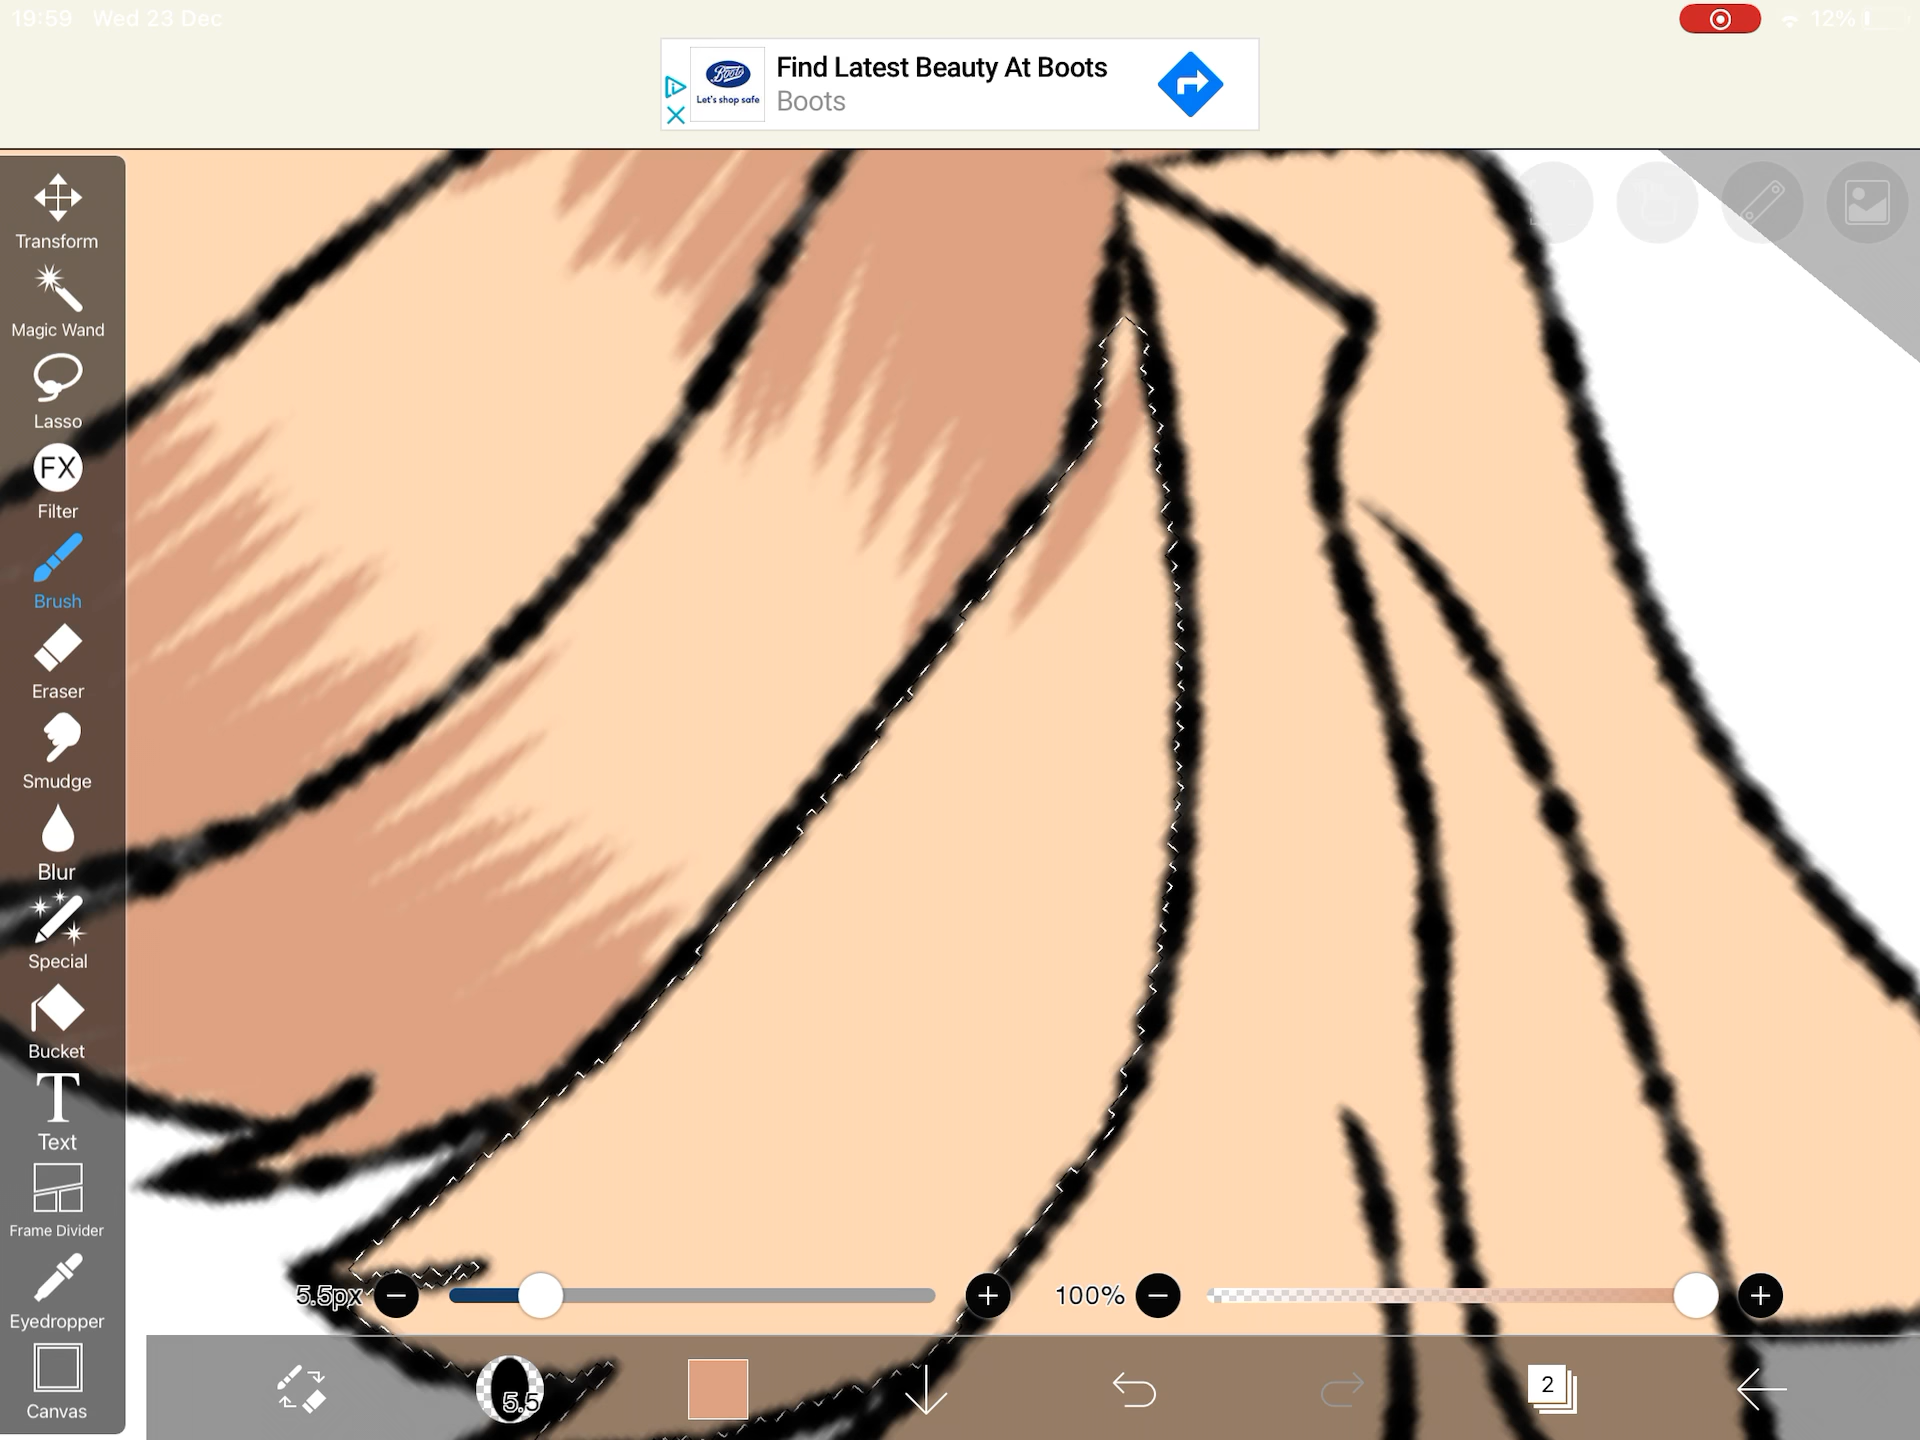 19:59 Wed 23 Dec
12%
Find Latest Beauty At Boots
Boots
Boots
Let's shop safe
Transform
Magic Wand
Lasso
FX
Filter
Brush
Eraser
Smudge
Blur
Special
Bucket
T
Text
Frame Divider
Eyedropper
Canvas
5.5px
100%
5.5
2